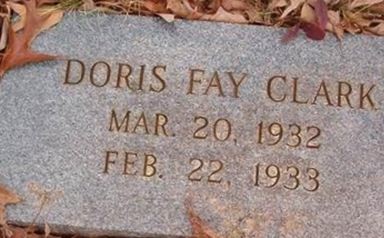 DORIS FAY CLARK
MAR. 20, 1932
FEB. 22, 1933